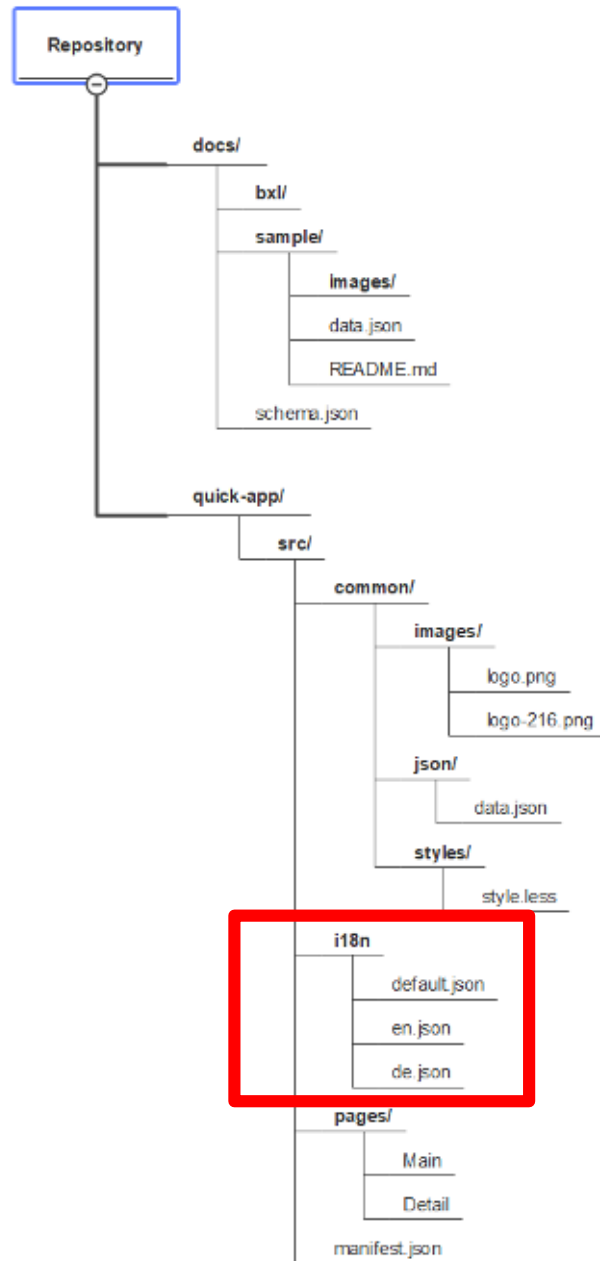 Repository
docs/
bxl/
sample/
images/
data.json
README.md
schema.json
quick-app/
src/
common/
images/
logo.png
logo-216.png
json/
data.json
styles/
style.less
i18n
default.json
en.json
de.json
pages/
Main
Detail
manifest.json